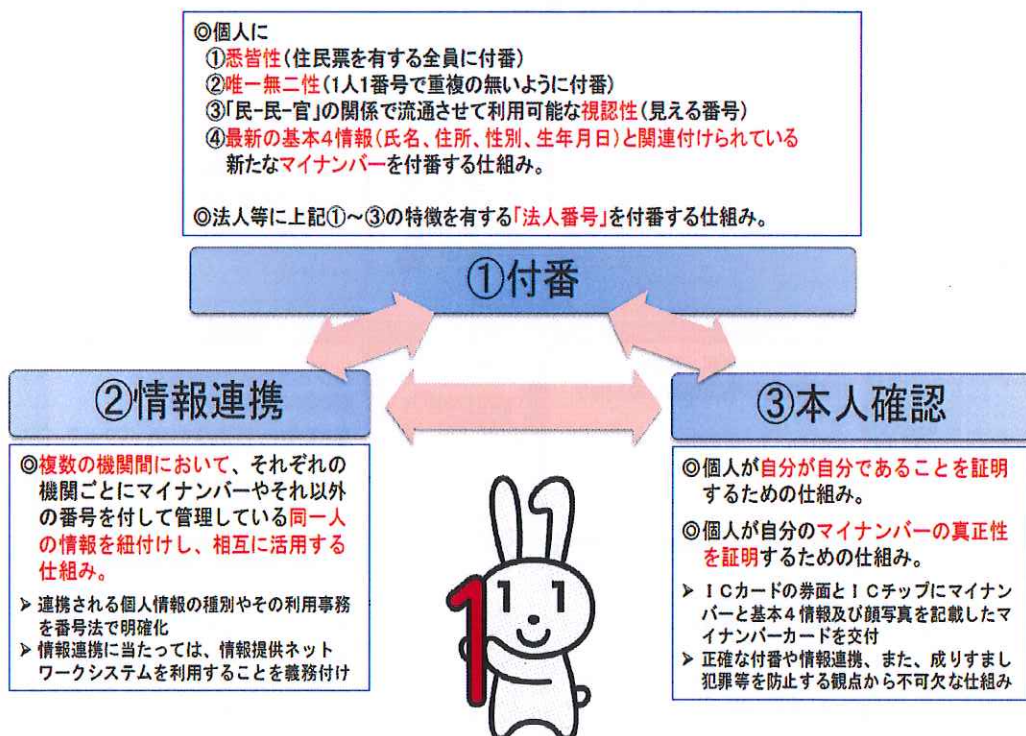 ◎個人に
①悉皆性(住民票を有する全員に付番)
②唯一無二性(1人1番号で重複の無いように付番)
③「民-民-官」の関係で流通させて利用可能な視認性(見える番号)
④最新の基本4情報(氏名、住所、性別、生年月日)と関連付けられている
新たなマイナンバーを付番する仕組み。
◎法人等に上記①～③の特徴を有する「法人番号」を付番する仕組み。
①付番
②情報連携
◎複数の機関間において、それぞれの
機関ごとにマイナンバーやそれ以外
の番号を付して管理している同一人
の情報を紐付けし、相互に活用する
仕組み。
➢ 連携される個人情報の種別やその利用事務
を番号法で明確化
➢ 情報連携に当たっては、情報提供ネット
ワークシステムを利用することを義務付け
③本人確認
◎個人が自分が自分であることを証明
するための仕組み。
◎個人が自分のマイナンバーの真正性
を証明するための仕組み。
➢ ＩＣカードの券面とＩＣチップにマイナン
バーと基本４情報及び顔写真を記載したマ
イナンバーカードを交付
➢ 正確な付番や情報連携、また、成りすまし
犯罪等を防止する観点から不可欠な仕組み
1